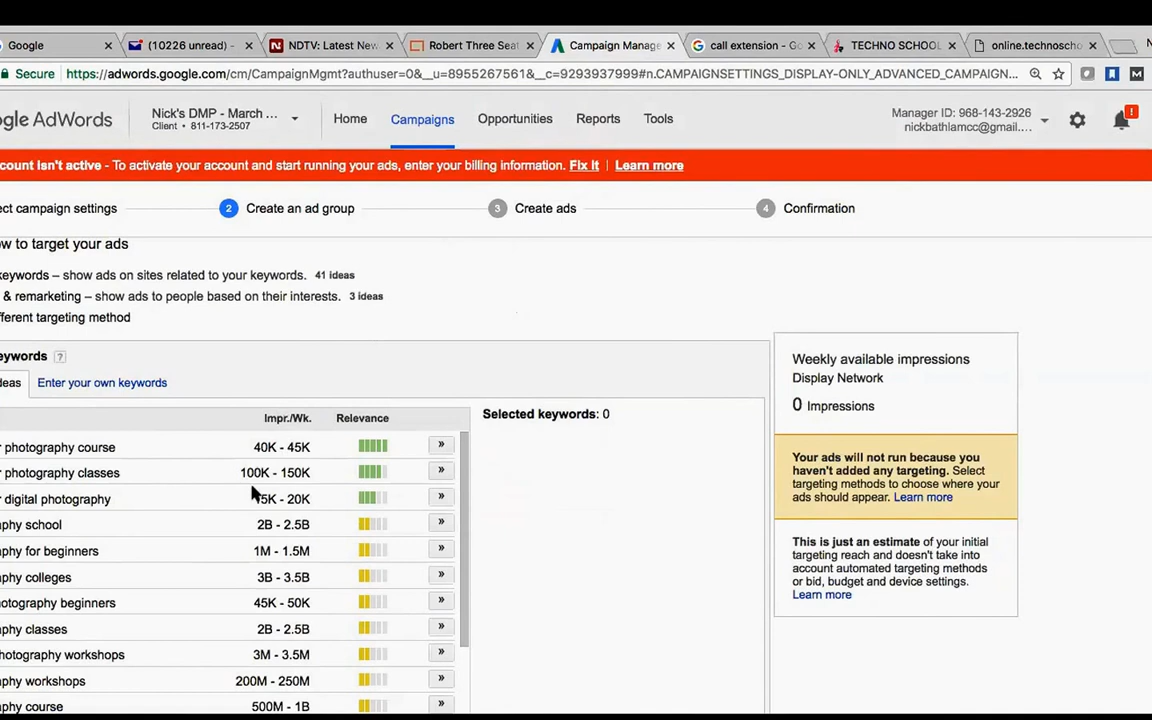 Google
(10226 unread) -
NDTV: Latest New
Robert Three Sea
Campaign Manage
call extension - Go
TECHNO SCHOOL
online.technoscho
Secure
https://adwords.google.com/cm/CampaignMgmt?authuser=0&__u=8955267561&__c=9293937999#n.CAMPAIGNSETTINGS_DISPLAY-ONLY_ADVANCED_CAMPAIGN...
gle AdWords
Nick's DMP - March ...
Client • 811-173-2507
Home
Campaigns
Opportunities
Reports
Tools
Manager ID: 968-143-2926
nickbathlamcc@gmail....
count isn't active - To activate your account and start running your ads, enter your billing information. Fix it | Learn more
ct campaign settings
2 Create an ad group
3 Create ads
4 Confirmation
w to target your ads
keywords – show ads on sites related to your keywords. 41 ideas
& remarketing – show ads to people based on their interests. 3 ideas
fferent targeting method
eywords ?
deas
Enter your own keywords
Impr./Wk. Relevance
Selected keywords: 0
r photography course 40K - 45K »
r photography classes 100K - 150K »
r digital photography 5K - 20K »
phy school 2B - 2.5B »
phy for beginners 1M - 1.5M »
phy colleges 3B - 3.5B »
otography beginners 45K - 50K »
phy classes 2B - 2.5B »
hotography workshops 3M - 3.5M »
phy workshops 200M - 250M »
phy course 500M - 1B »
Weekly available impressions
Display Network
0 Impressions
Your ads will not run because you
haven't added any targeting. Select
targeting methods to choose where your
ads should appear. Learn more
This is just an estimate of your initial
targeting reach and doesn't take into
account automated targeting methods
or bid, budget and device settings.
Learn more